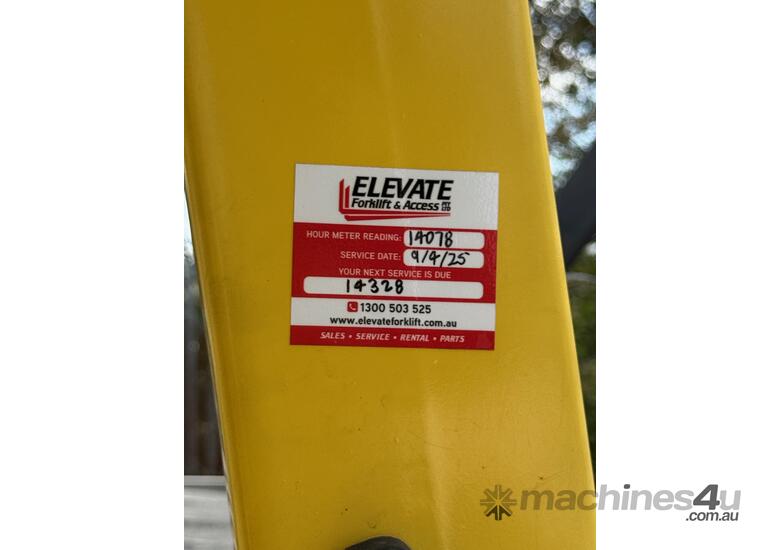 ELEVATE
Forklift & Access PTY LTD
HOUR METER READING: 14078
SERVICE DATE: 9/4/25
YOUR NEXT SERVICE IS DUE
14328
1300 503 525
www.elevateforklift.com.au
SALES • SERVICE • RENTAL • PARTS
machines4u
.com.au